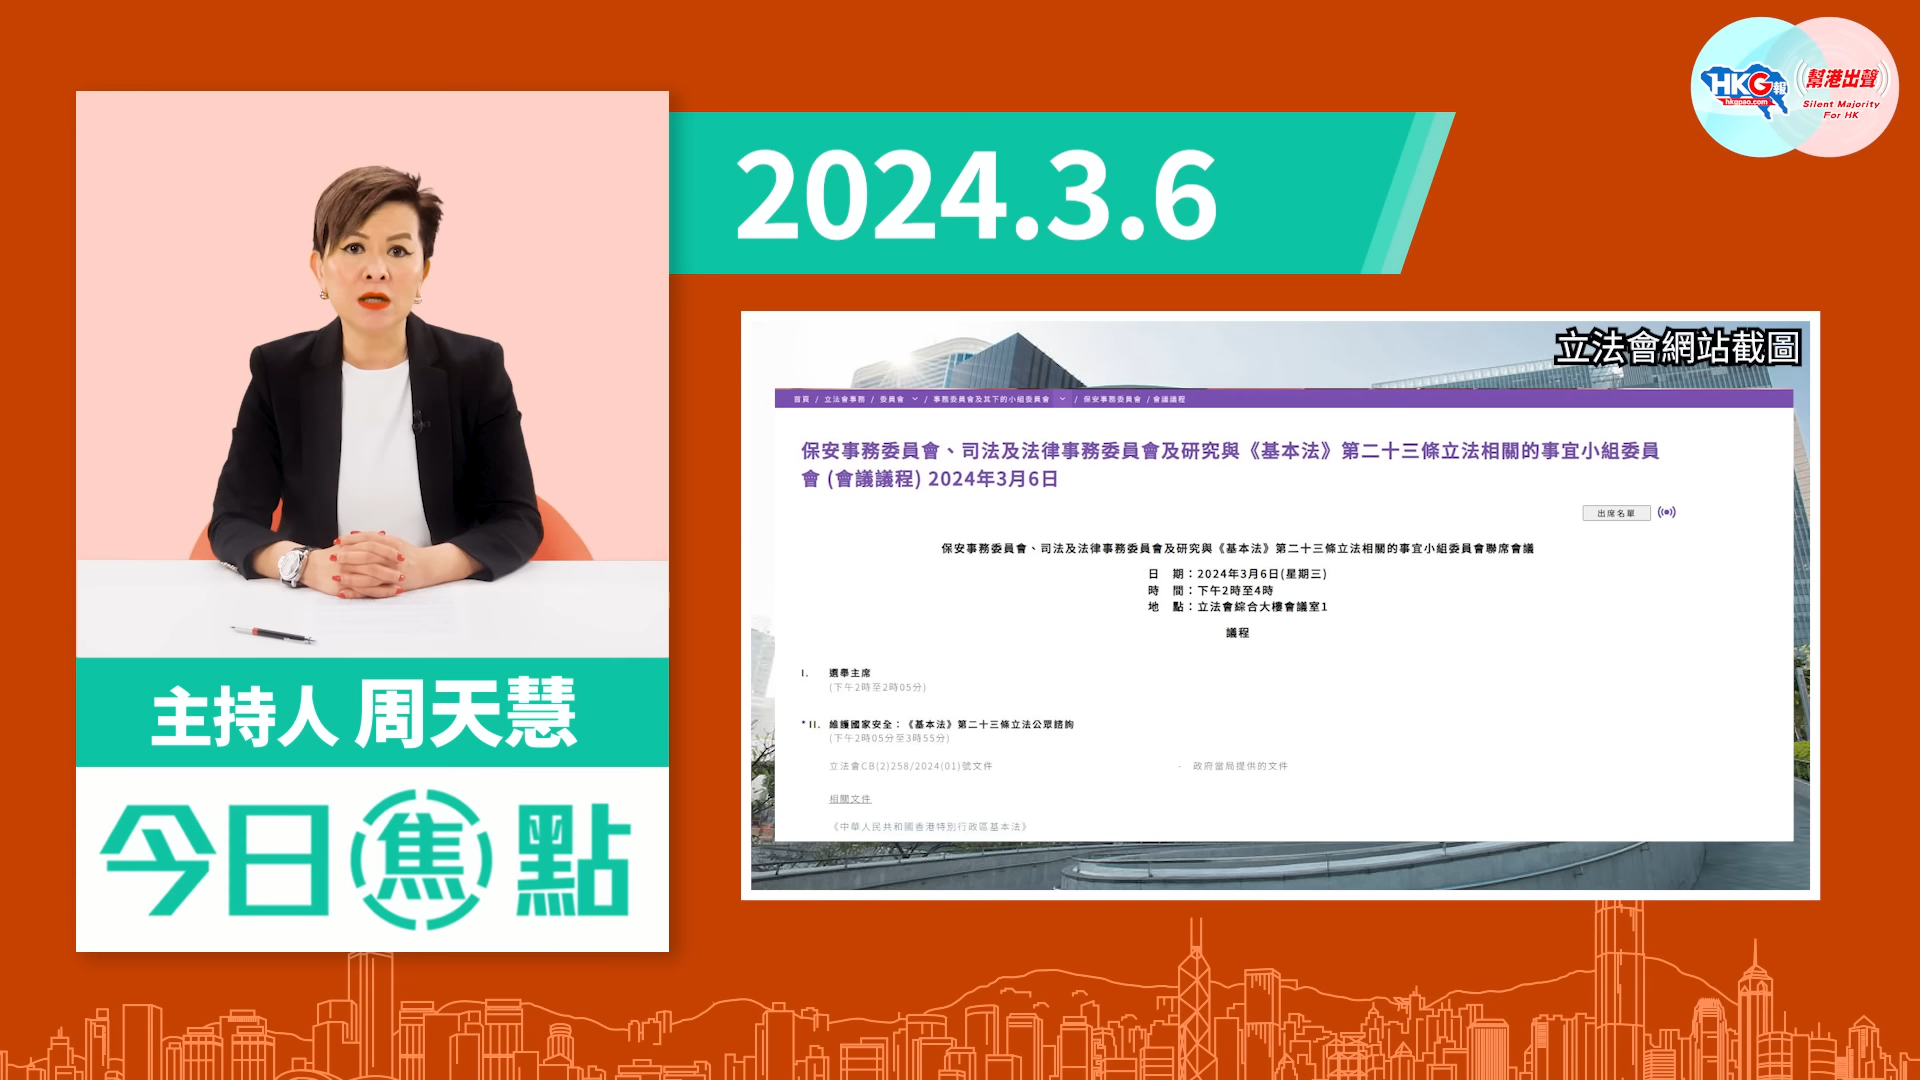 HKG報
hkgpao.com
幫港出聲
Silent Majority
For HK
2024.3.6
立法會網站截圖
首頁 / 立法會事務 / 委員會 / 事務委員會及其下的小組委員會 / 保安事務委員會 / 會議議程
保安事務委員會、司法及法律事務委員會及研究與《基本法》第二十三條立法相關的事宜小組委員
會 (會議議程) 2024年3月6日
出席名單
保安事務委員會、司法及法律事務委員會及研究與《基本法》第二十三條立法相關的事宜小組委員會聯席會議
日 期：2024年3月6日(星期三)
時 間：下午2時至4時
地 點：立法會綜合大樓會議室1
議程
I. 選舉主席
(下午2時至2時05分)
*II. 維護國家安全：《基本法》第二十三條立法公眾諮詢
(下午2時05分至3時55分)
立法會CB(2)258/2024(01)號文件 - 政府當局提供的文件
相關文件
《中華人民共和國香港特別行政區基本法》
主持人 周天慧
今日焦點